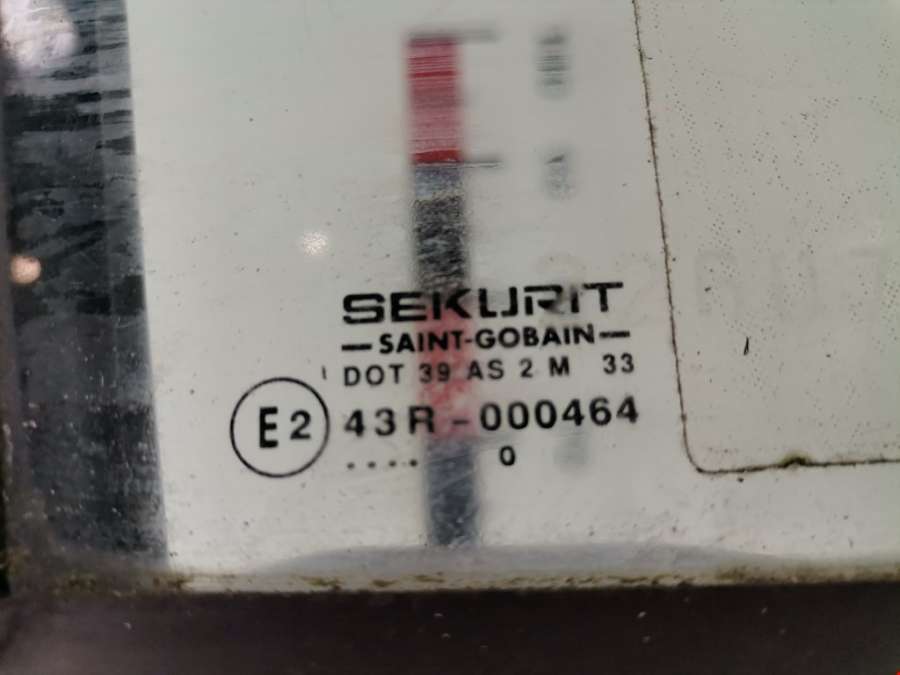 SEKURIT
SAINT-GOBAIN
DOT 39 AS 2 M 33
E2 43R-000464
.... 0